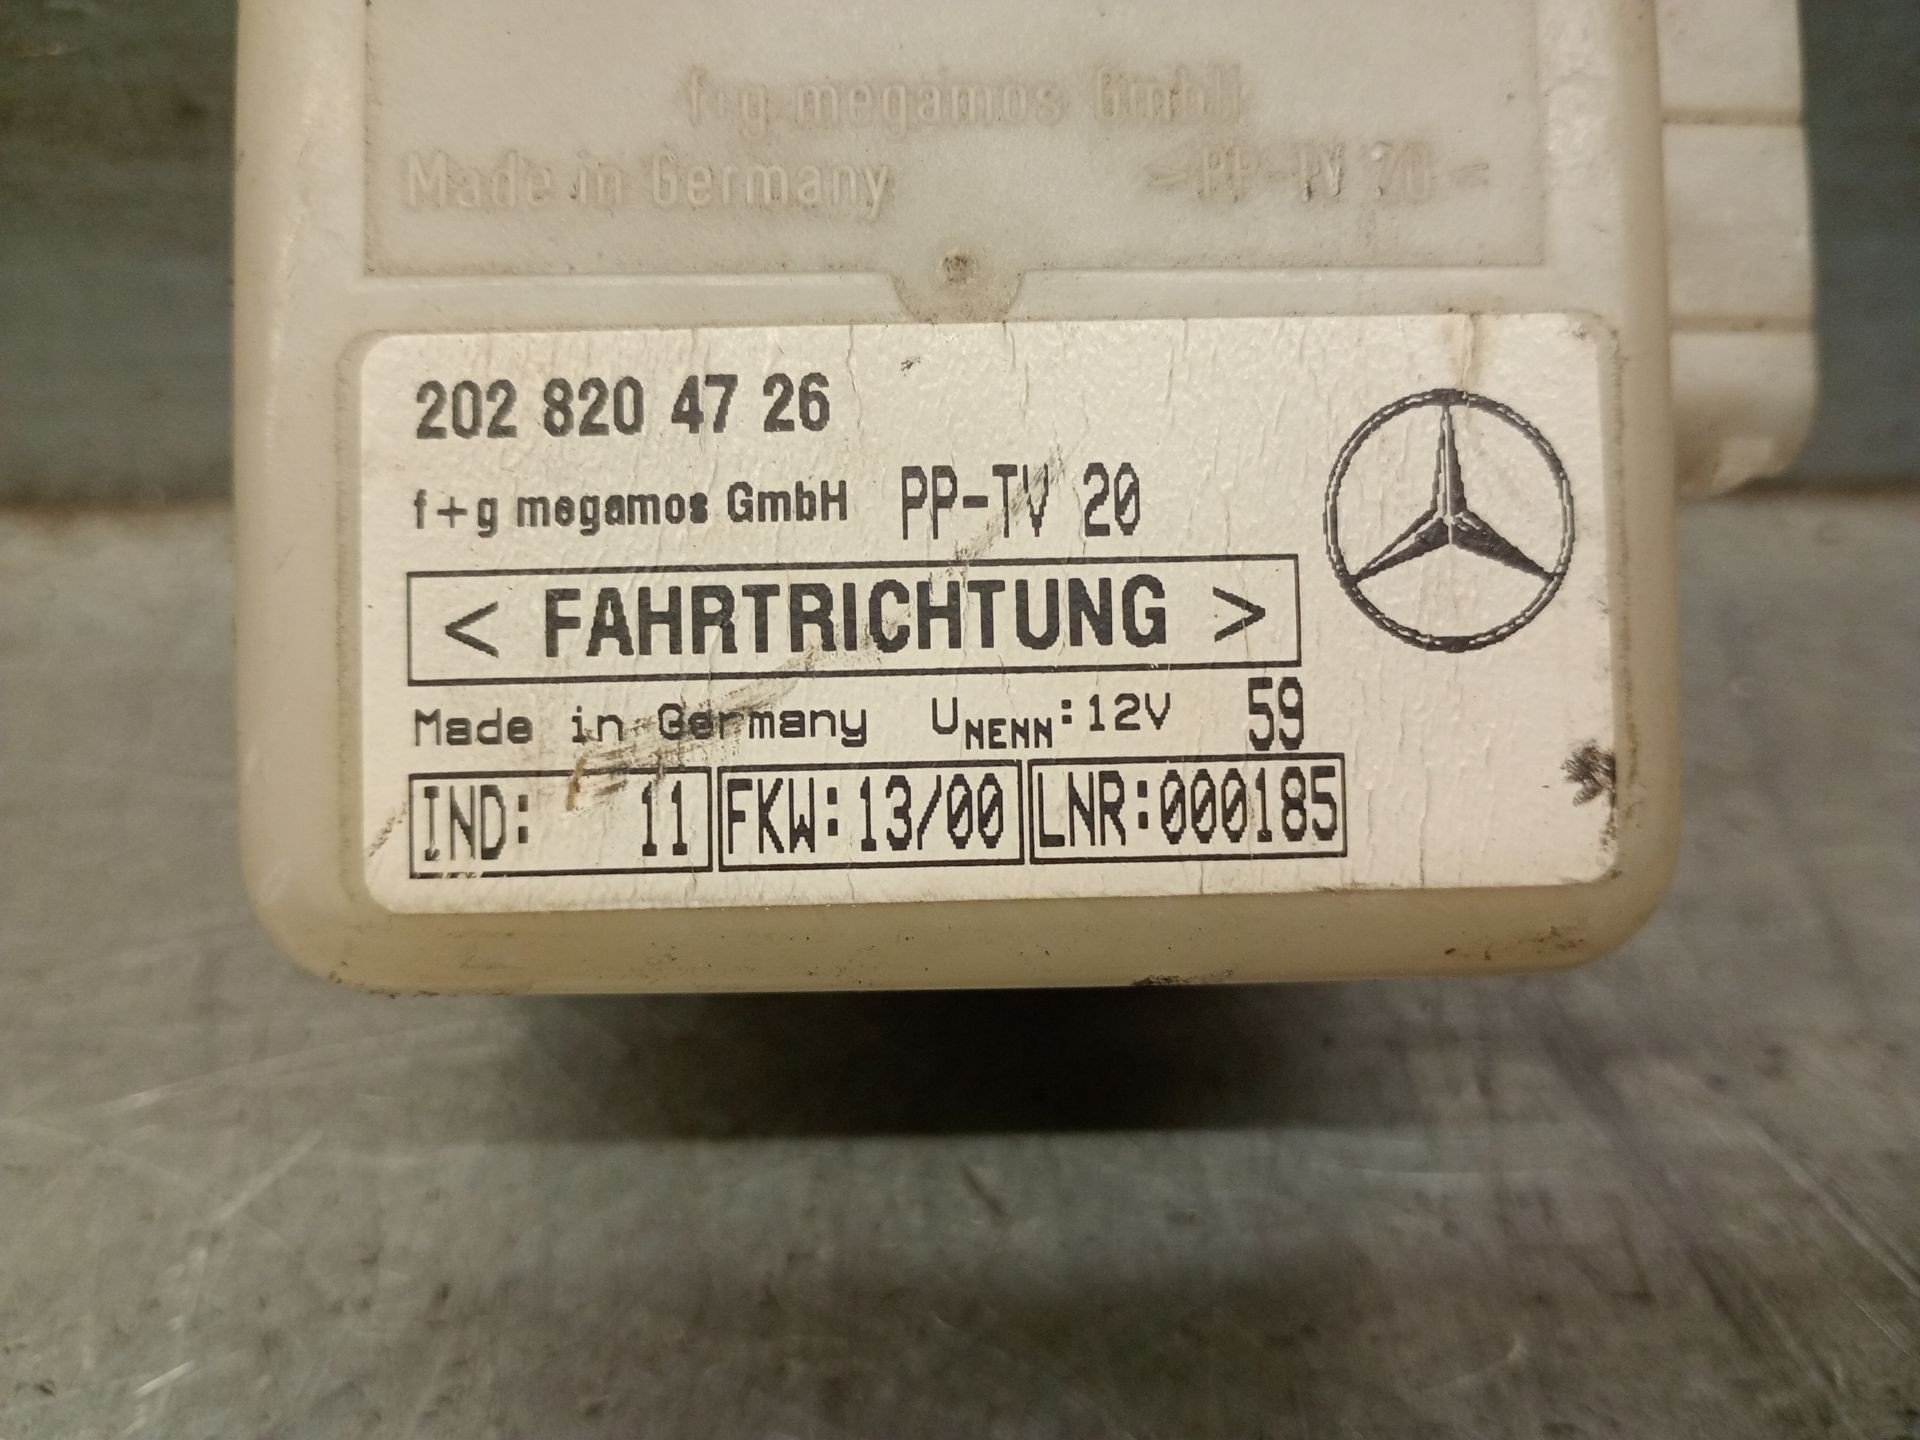 f+g megamos GmbH
Made in Germany >PP-TV 20<
202 820 47 26
f+g megamos GmbH PP-TV 20
< FAHRTRICHTUNG >
Made in Germany UNENN:12V 59
IND: 11 FKW:13/00 LNR:000185